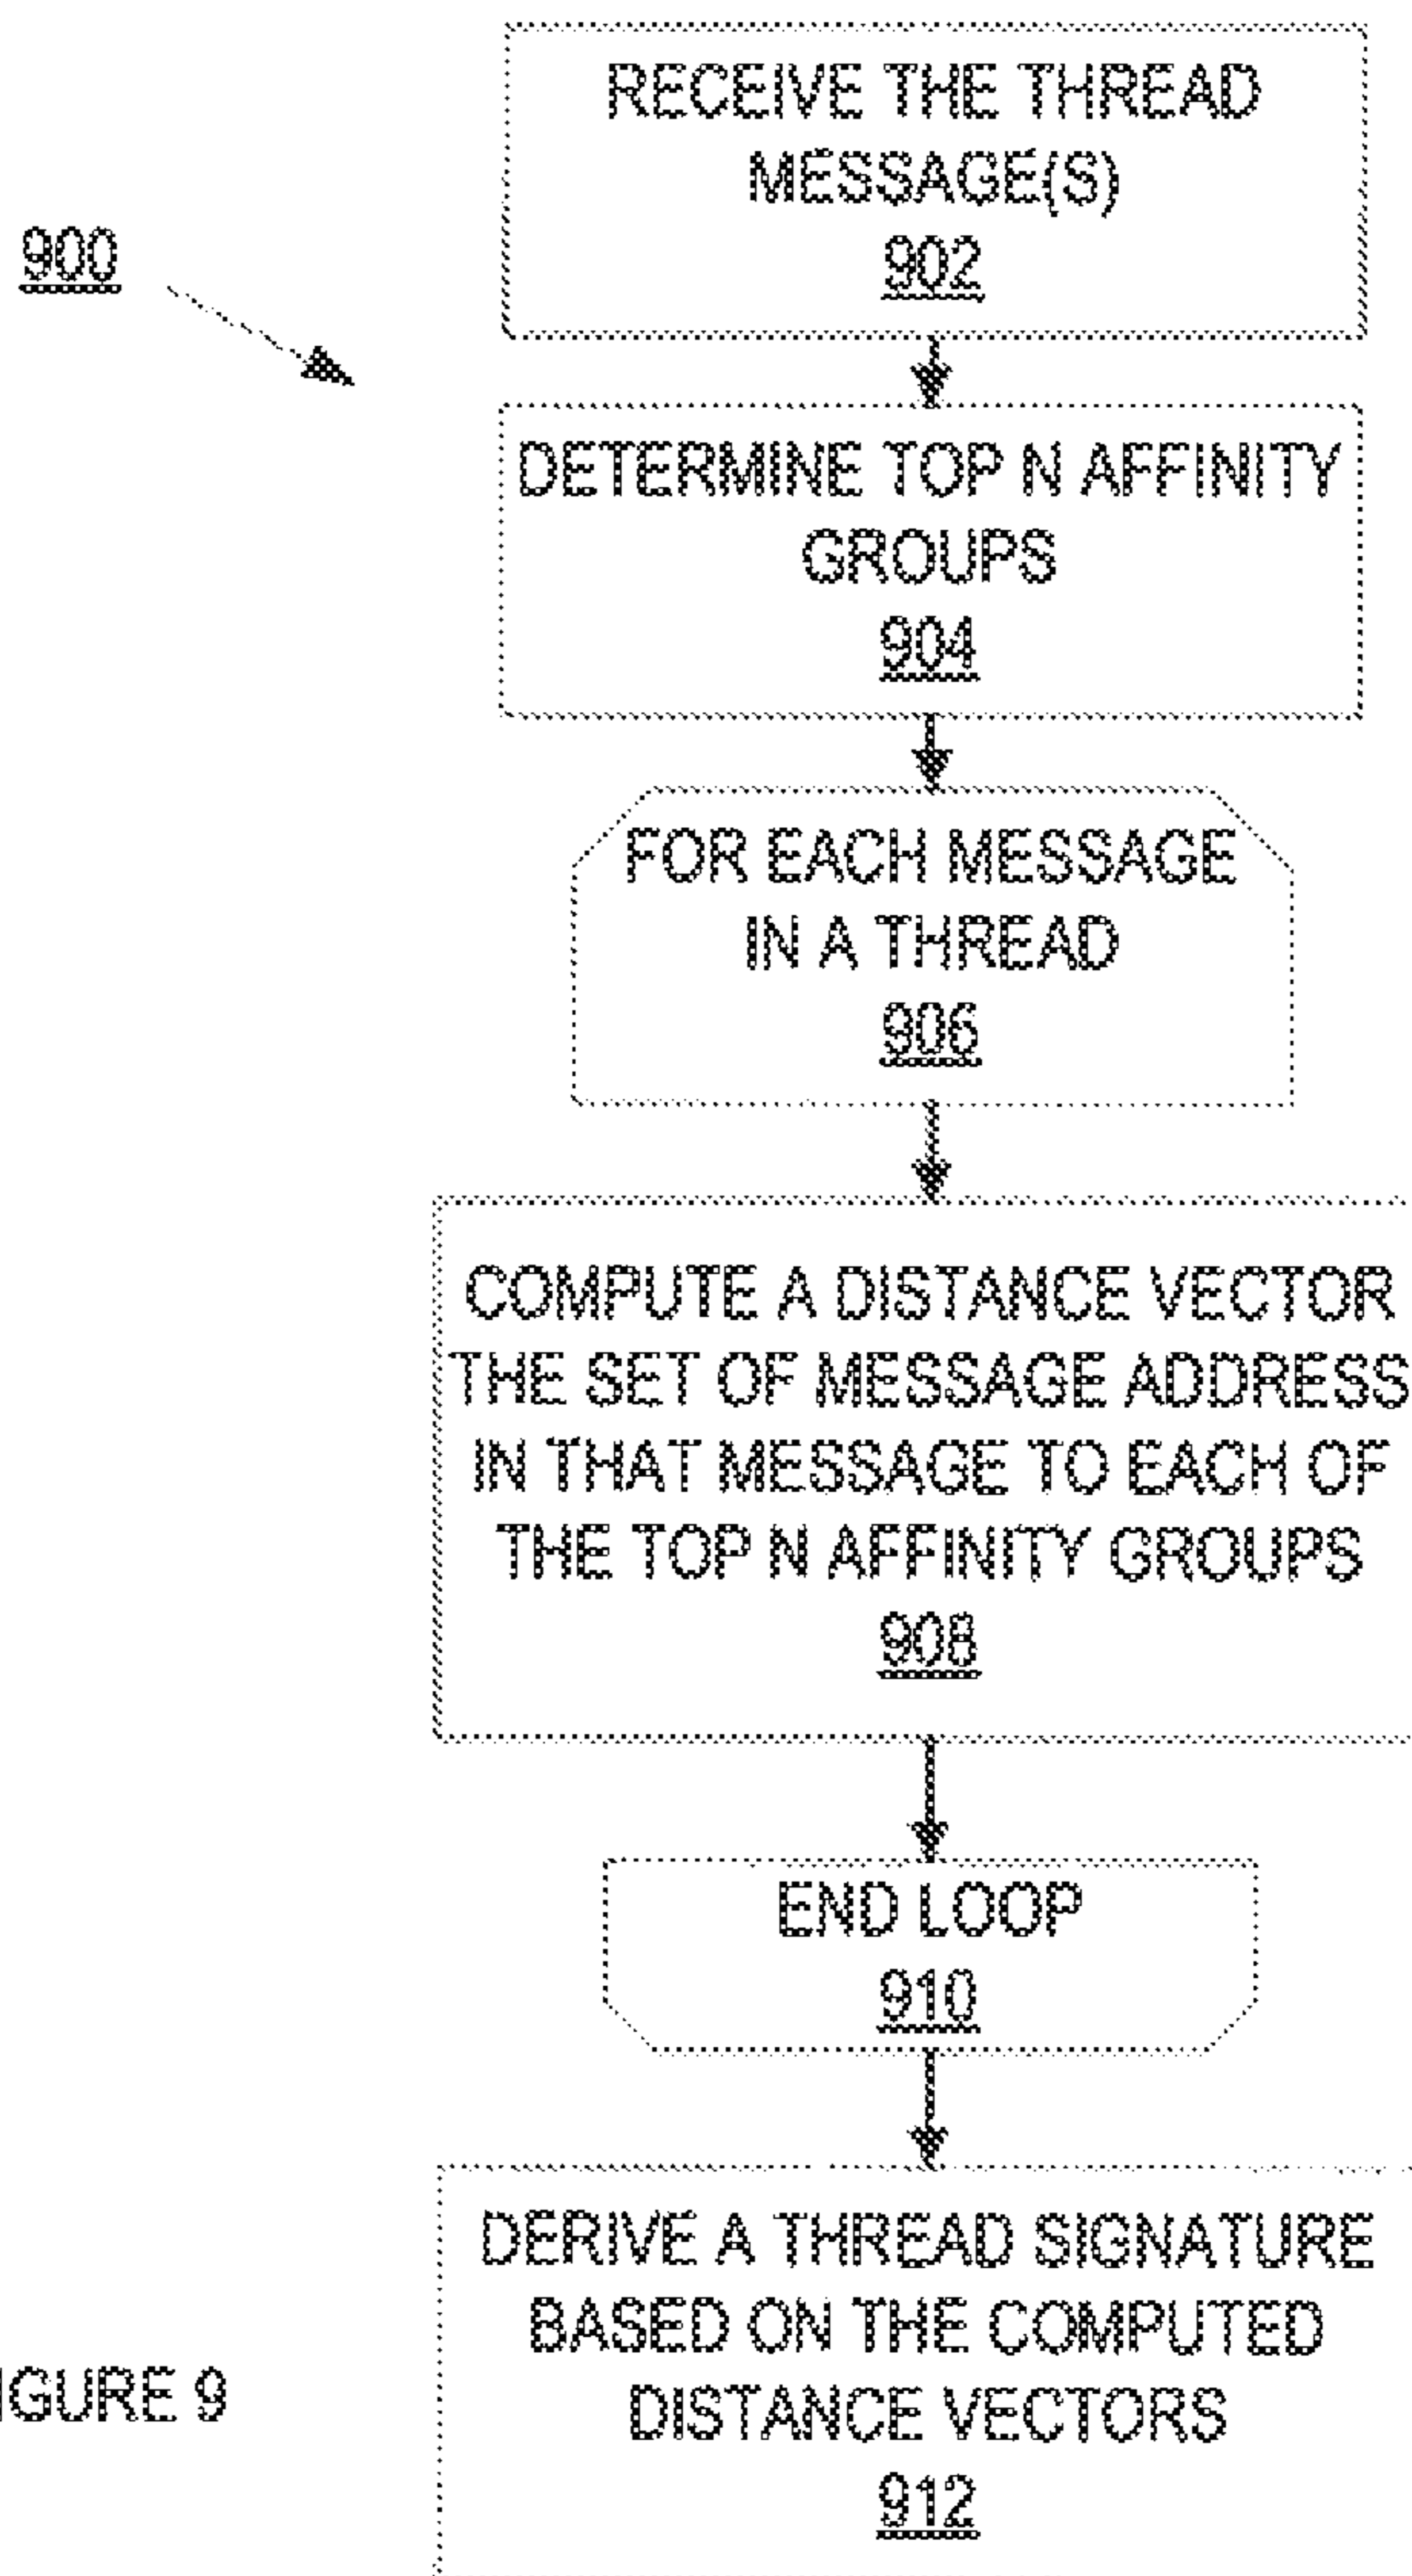 RECEIVE THE THREAD
MESSAGE(S)
902
900
DETERMINE TOP N AFFINITY
GROUPS
904
FOR EACH MESSAGE
IN A THREAD
906
COMPUTE A DISTANCE VECTOR
THE SET OF MESSAGE ADDRESS
IN THAT MESSAGE TO EACH OF
THE TOP N AFFINITY GROUPS
908
END LOOP
910
DERIVE A THREAD SIGNATURE
BASED ON THE COMPUTED
DISTANCE VECTORS
912
IGURE 9